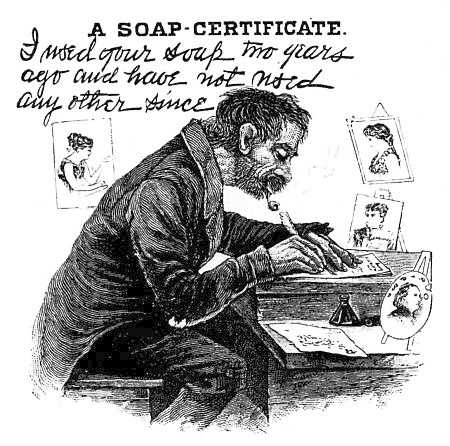 A SOAP-CERTIFICATE.
I used your soap two years
ago and have not used
any other since